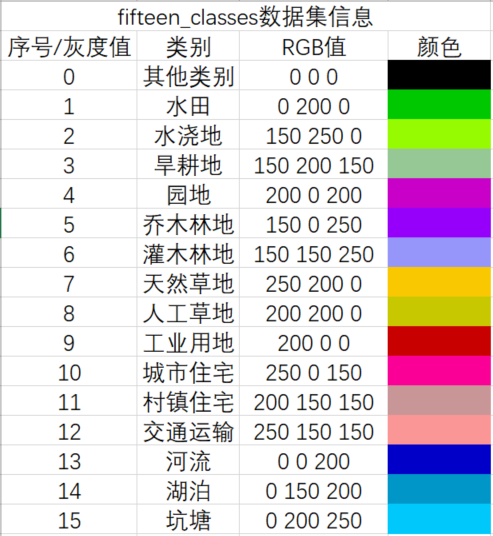 fifteen_classes数据集信息
序号/灰度值 类别 RGB值 颜色
0 其他类别 0 0 0
1 水田 0 200 0
2 水浇地 150 250 0
3 旱耕地 150 200 150
4 园地 200 0 200
5 乔木林地 150 0 250
6 灌木林地 150 150 250
7 天然草地 250 200 0
8 人工草地 200 200 0
9 工业用地 200 0 0
10 城市住宅 250 0 150
11 村镇住宅 200 150 150
12 交通运输 250 150 150
13 河流 0 0 200
14 湖泊 0 150 200
15 坑塘 0 200 250